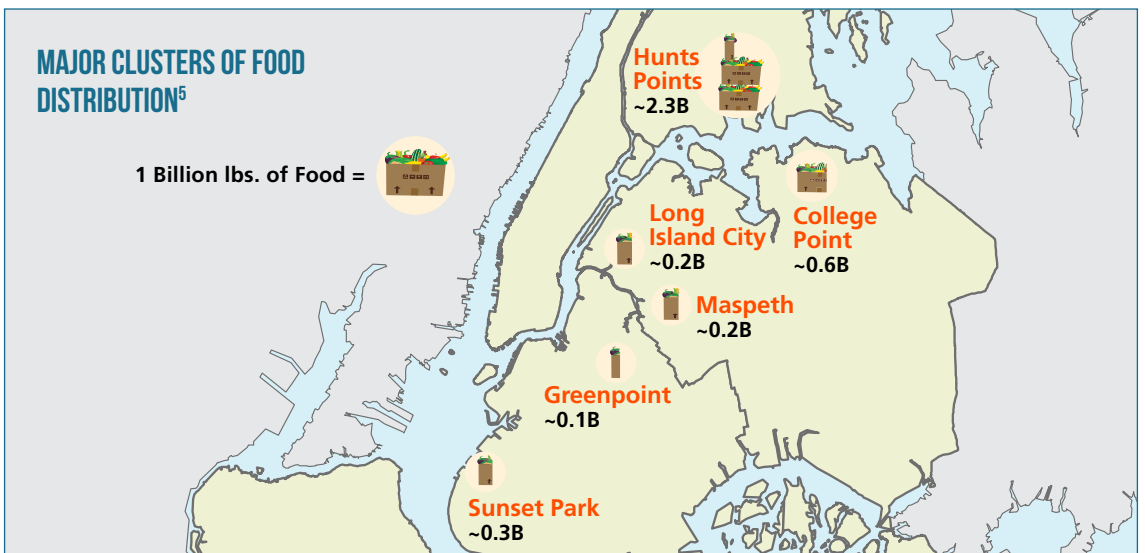 MAJOR CLUSTERS OF FOOD
DISTRIBUTION⁵
1 Billion lbs. of Food =
Hunts
Points
~2.3B
Long
Island City
~0.2B
College
Point
~0.6B
Maspeth
~0.2B
Greenpoint
~0.1B
Sunset Park
~0.3B